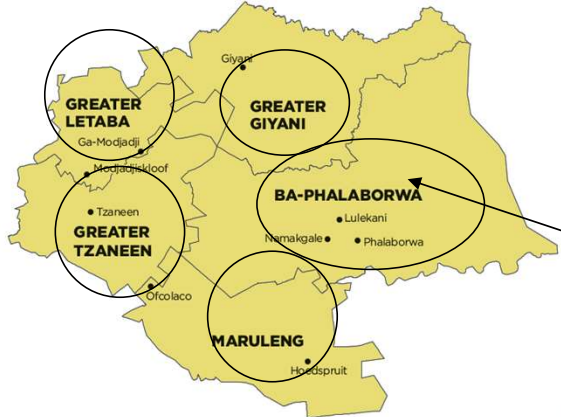 Giyani
GREATER
LETABA
GREATER
GIYANI
Ga-Modjadji
Modjadjiskloof
BA-PHALABORWA
Tzaneen
Lulekani
GREATER
TZANEEN
Namakgale
Phalaborwa
Ofcolaco
MARULENG
Hoedspruit